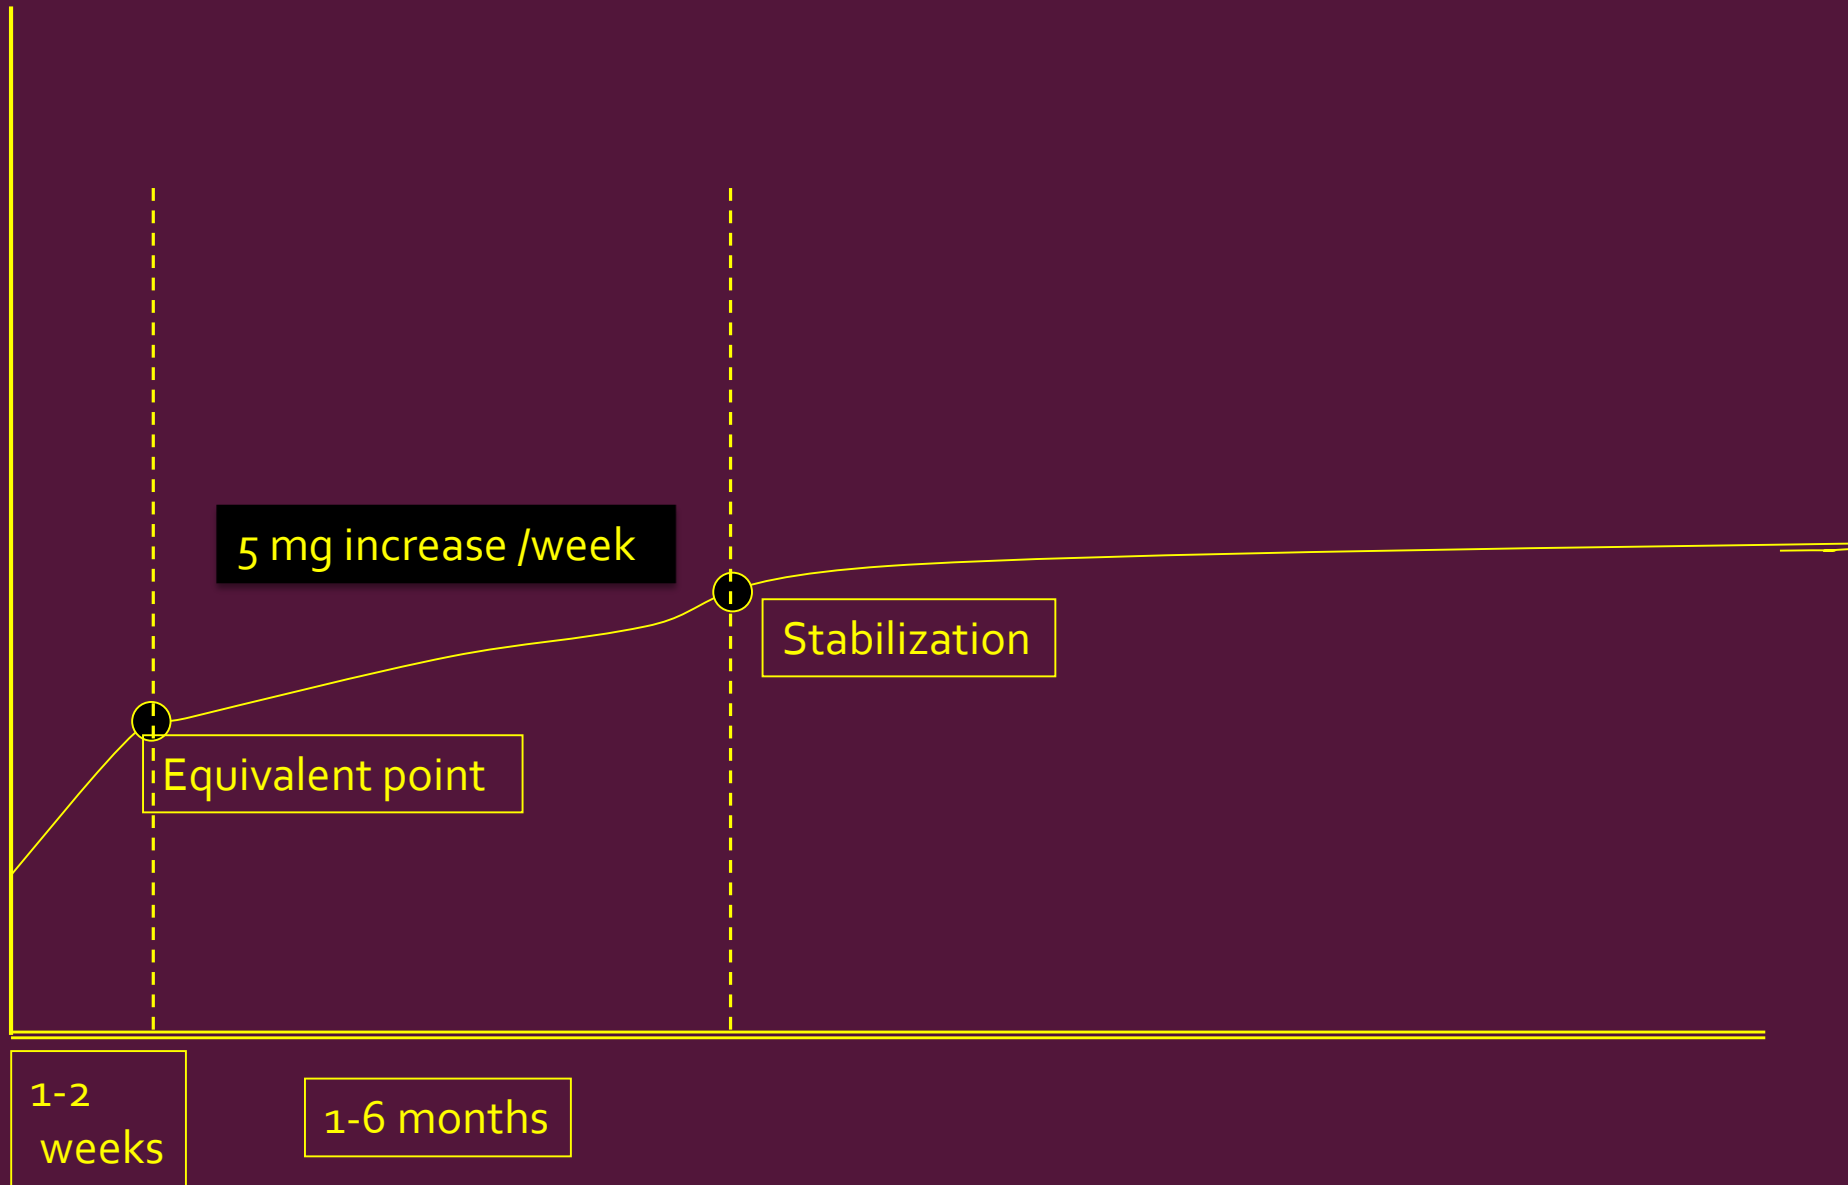 5 mg increase /week
Stabilization
Equivalent point
1-2
weeks
1-6 months